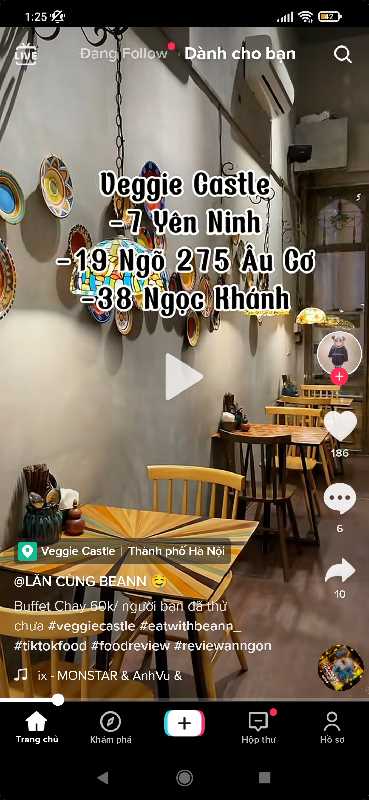 1:25
42
LIVE
Đang Follow
Dành cho bạn
Veggie Castle
-7 Yên Ninh
-19 Ngõ 275 Âu Cơ
-38 Ngọc Khánh
186
6
10
Veggie Castle | Thành phố Hà Nội
@LĂN CÙNG BEANN
Buffet Chay 60k/ người bạn đã thử
chưa #veggiecastle #eatwithbeann_
#tiktokfood #foodreview #reviewanngon
ix - MONSTAR & AnhVu &
Trang chủ
Khám phá
Hộp thư
Hồ sơ